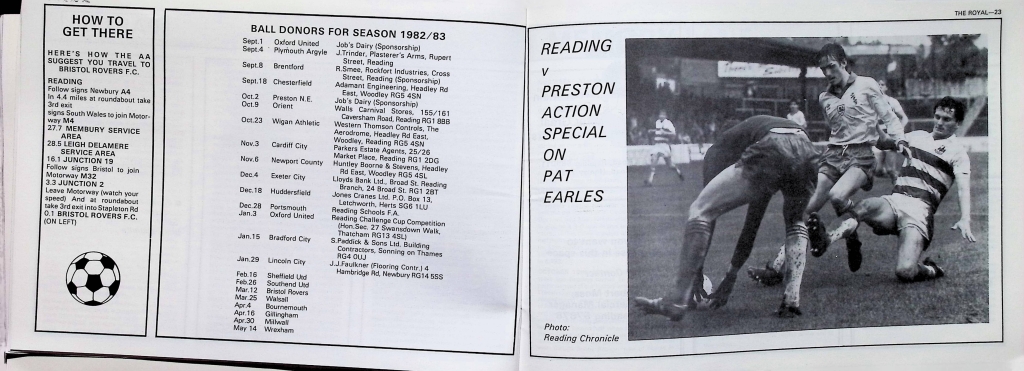 HOW TO
GET THERE
HERE'S HOW THE AA
SUGGEST YOU TRAVEL TO
BRISTOL ROVERS F.C.
READING
Follow signs Newbury A4
In 4.4 miles at roundabout take
3rd exit
signs South Wales to join Motor-
way M4
27.7 MEMBURY SERVICE
AREA
28.5 LEIGH DELAMERE
SERVICE AREA
16.1 JUNCTION 19
Follow signs Bristol to join
Motorway M32
3.3 JUNCTION 2
Leave Motorway (watch your
speed) And at roundabout
take 3rd exit into Stapleton Rd
0.1 BRISTOL ROVERS F.C.
(ON LEFT)
BALL DONORS FOR SEASON 1982/83
Sept.1 Oxford United Job's Dairy (Sponsorship)
Sept.4 Plymouth Argyle J.Trinder, Plasterer's Arms, Rupert
Street, Reading
Sept.8 Brentford R.Smee, Rockfort Industries, Cross
Street, Reading (Sponsorship)
Sept.18 Chesterfield Adamant Engineering, Headley Rd
East, Woodley RG5 4SN
Oct.2 Preston N.E. Job's Dairy (Sponsorship)
Oct.9 Orient Walls Carnival Stores, 155/161
Caversham Road, Reading RG1 8BB
Oct.23 Wigan Athletic Western Thomson Controls, The
Aerodrome, Headley Rd East,
Woodley, Reading RG5 4SN
Nov.3 Cardiff City Parkers Estate Agents, 25/26
Market Place, Reading RG1 2DG
Nov.6 Newport County Huntley Boorne & Stevens, Headley
Rd East, Woodley RG5 4SL
Dec.4 Exeter City Lloyds Bank Ltd., Broad St. Reading
Branch, 24 Broad St. RG1 2BT
Dec.18 Huddersfield Jones Cranes Ltd. P.O. Box 13,
Letchworth, Herts SG6 1LU
Dec.28 Portsmouth Reading Schools F.A.
Jan.3 Oxford United Reading Challenge Cup Competition
(Hon.Sec. 27 Swansdown Walk,
Thatcham RG13 4SL)
Jan.15 Bradford City S.Paddick & Sons Ltd. Building
Contractors, Sonning on Thames
RG4 0UJ
Jan.29 Lincoln City J.J.Faulkner (Flooring Contr.) 4
Hambridge Rd, Newbury RG14 5SS
Feb.16 Sheffield Utd
Feb.26 Southend Utd
Mar.12 Bristol Rovers
Mar.25 Walsall
Apr.4 Bournemouth
Apr.16 Gillingham
Apr.30 Millwall
May 14 Wrexham
THE ROYAL—23
READING
v
PRESTON
ACTION
SPECIAL
ON
PAT
EARLES
Photo:
Reading Chronicle